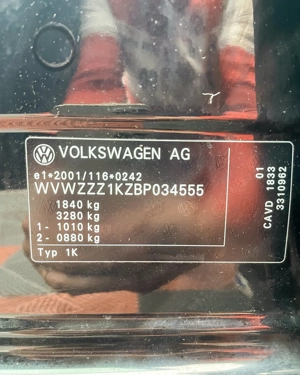 VOLKSWAGEN AG
e1*2001/116*0242
WVWZZZ1KZBP034555
1840 kg
3280 kg
1- 1010 kg
2- 0880 kg
Typ 1K
01
CAVD 1833
3310962